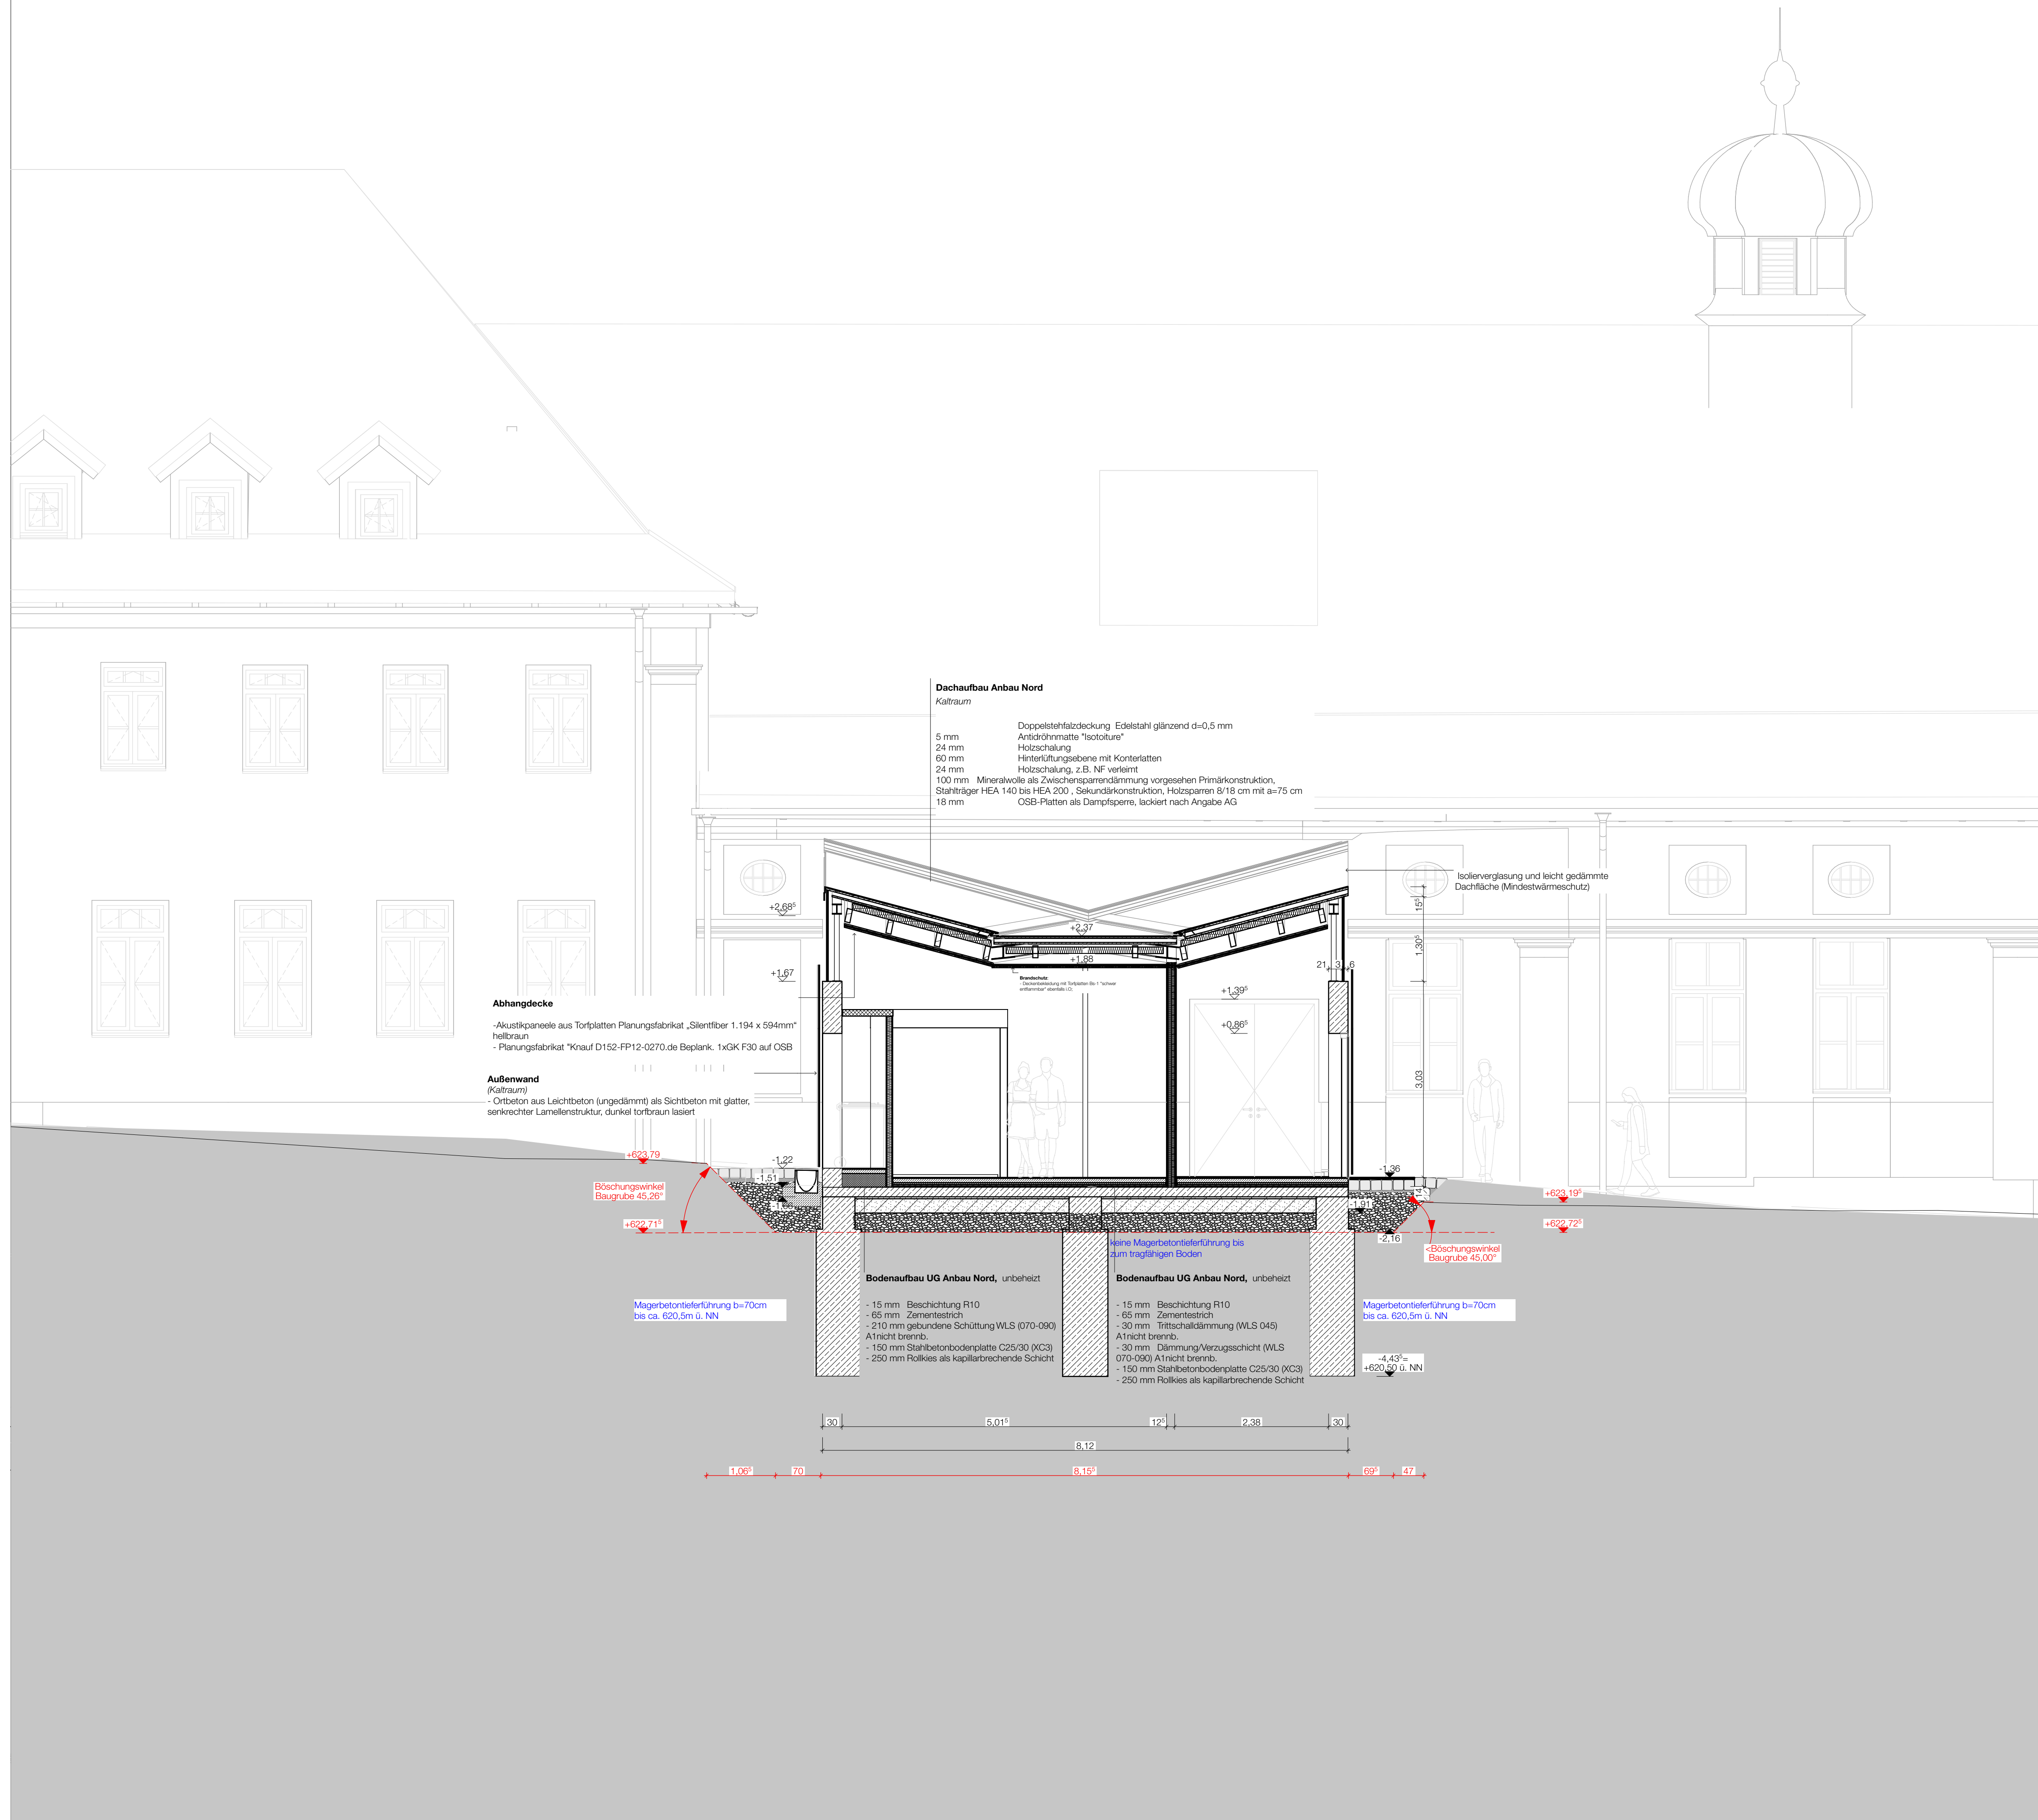 Dachaufbau Anbau Nord
Kaltraum
Doppelstehfalzdeckung Edelstahl glänzend d=0,5 mm
5 mm Antidröhnmatte "Isotoiture"
24 mm Holzschalung
60 mm Hinterlüftungsebene mit Konterlatten
24 mm Holzschalung, z.B. NF verleimt
100 mm Mineralwolle als Zwischensparrendämmung vorgesehen Primärkonstruktion,
Stahlträger HEA 140 bis HEA 200 , Sekundärkonstruktion, Holzsparren 8/18 cm mit a=75 cm
18 mm OSB-Platten als Dampfsperre, lackiert nach Angabe AG
Isolierverglasung und leicht gedämmte
Dachfläche (Mindestwärmeschutz)
+2,68⁵
15⁵
+2,37
1,30⁵
+1,88
21 3 6
+1,67
Brandschutz
- Deckenbekleidung mit Torfplatten Bs-1 "schwer
entflammbar" ebenfalls i.O.
+1,39⁵
+0,86⁵
Abhangdecke
-Akustikpaneele aus Torfplatten Planungsfabrikat „Silentfiber 1.194 x 594mm“
hellbraun
- Planungsfabrikat "Knauf D152-FP12-0270.de Beplank. 1xGK F30 auf OSB
Außenwand
(Kaltraum)
- Ortbeton aus Leichtbeton (ungedämmt) als Sichtbeton mit glatter,
senkrechter Lamellenstruktur, dunkel torfbraun lasiert
3,03
+623,79
-1,22
-1,36
-1,51
Böschungswinkel
Baugrube 45,26°
14
+623,19⁵
-1,91
+622,71⁵
+622,72⁵
-2,16
keine Magerbetontieferführung bis
zum tragfähigen Boden
<Böschungswinkel
Baugrube 45,00°
Bodenaufbau UG Anbau Nord, unbeheizt
- 15 mm Beschichtung R10
- 65 mm Zementestrich
- 210 mm gebundene Schüttung WLS (070-090)
A1nicht brennb.
- 150 mm Stahlbetonbodenplatte C25/30 (XC3)
- 250 mm Rollkies als kapillarbrechende Schicht
Bodenaufbau UG Anbau Nord, unbeheizt
- 15 mm Beschichtung R10
- 65 mm Zementestrich
- 30 mm Trittschalldämmung (WLS 045)
A1nicht brennb.
- 30 mm Dämmung/Verzugsschicht (WLS
070-090) A1nicht brennb.
- 150 mm Stahlbetonbodenplatte C25/30 (XC3)
- 250 mm Rollkies als kapillarbrechende Schicht
Magerbetontieferführung b=70cm
bis ca. 620,5m ü. NN
Magerbetontieferführung b=70cm
bis ca. 620,5m ü. NN
-4,43⁵=
+620,50 ü. NN
30 5,01⁵ 12⁵ 2,38 30
8,12
1,06⁵ 70 8,15⁵ 69⁵ 47